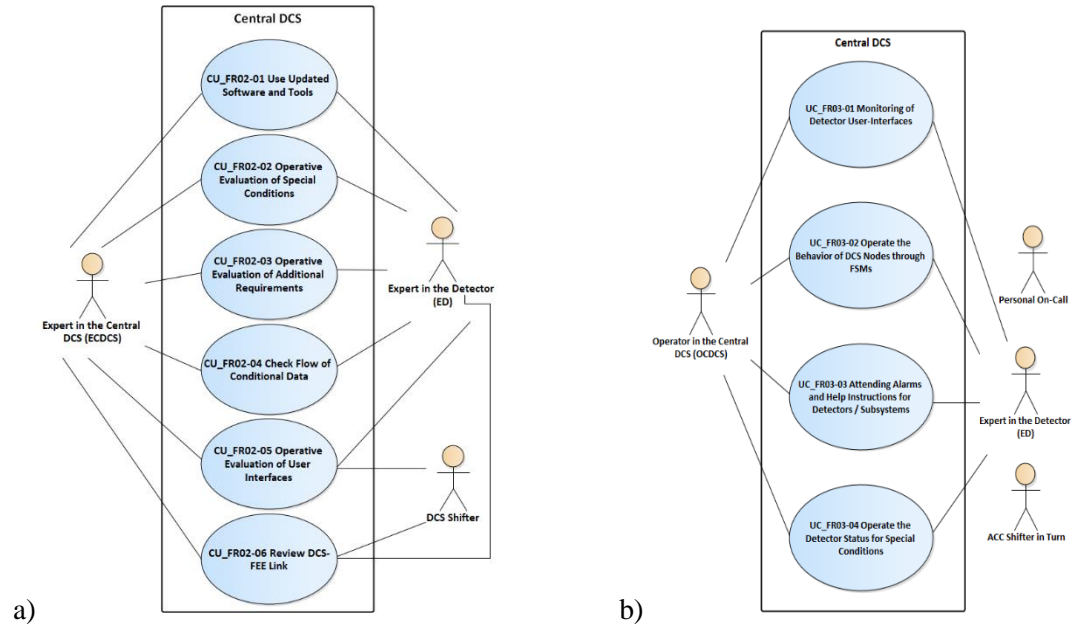 Central DCS
CU_FR02-01 Use Updated
Software and Tools
CU_FR02-02 Operative
Evaluation of Special
Conditions
CU_FR02-03 Operative
Evaluation of Additional
Requirements
CU_FR02-04 Check Flow of
Conditional Data
CU_FR02-05 Operative
Evaluation of User
Interfaces
CU_FR02-06 Review DCS-
FEE Link
Expert in the Central
DCS (ECDCS)
Expert in the Detector
(ED)
DCS Shifter
a)
Central DCS
UC_FR03-01 Monitoring of
Detector User-Interfaces
UC_FR03-02 Operate the
Behavior of DCS Nodes through
FSMs
UC_FR03-03 Attending Alarms
and Help Instructions for
Detectors / Subsystems
UC_FR03-04 Operate the
Detector Status for Special
Conditions
Operator in the Central
DCS (OCDCS)
Personal On-Call
Expert in the Detector
(ED)
ACC Shifter in Turn
b)